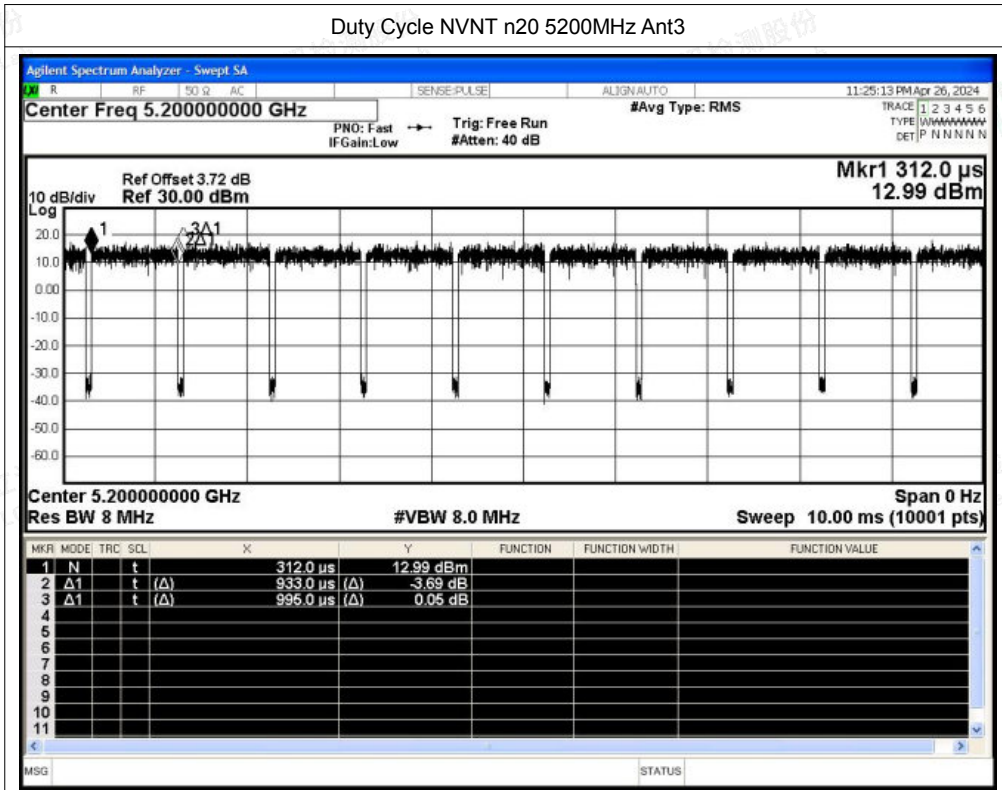 Duty Cycle NVNT n20 5200MHz Ant3
Agilent Spectrum Analyzer - Swept SA
R RF 50 Ω AC SENSE:PULSE ALIGN AUTO 11:25:13 PM Apr 26, 2024
Center Freq 5.200000000 GHz
#Avg Type: RMS
TRACE 1 2 3 4 5 6
PNO: Fast Trig: Free Run
TYPE WWWWWW
IFGain:Low #Atten: 40 dB
DET P N N N N N
Mkr1 312.0 µs
Ref Offset 3.72 dB
10 dB/div Ref 30.00 dBm 12.99 dBm
Log
20.0
1
3Δ1
2Δ1
10.0
0.00
-10.0
-20.0
-30.0
-40.0
-50.0
-60.0
Center 5.200000000 GHz Span 0 Hz
Res BW 8 MHz #VBW 8.0 MHz Sweep 10.00 ms (10001 pts)
MKR MODE TRC SCL X Y FUNCTION FUNCTION WIDTH FUNCTION VALUE
1 N t 312.0 µs 12.99 dBm
2 Δ1 t (Δ) 933.0 µs (Δ) -3.69 dB
3 Δ1 t (Δ) 995.0 µs (Δ) 0.05 dB
4
5
6
7
8
9
10
11
MSG STATUS